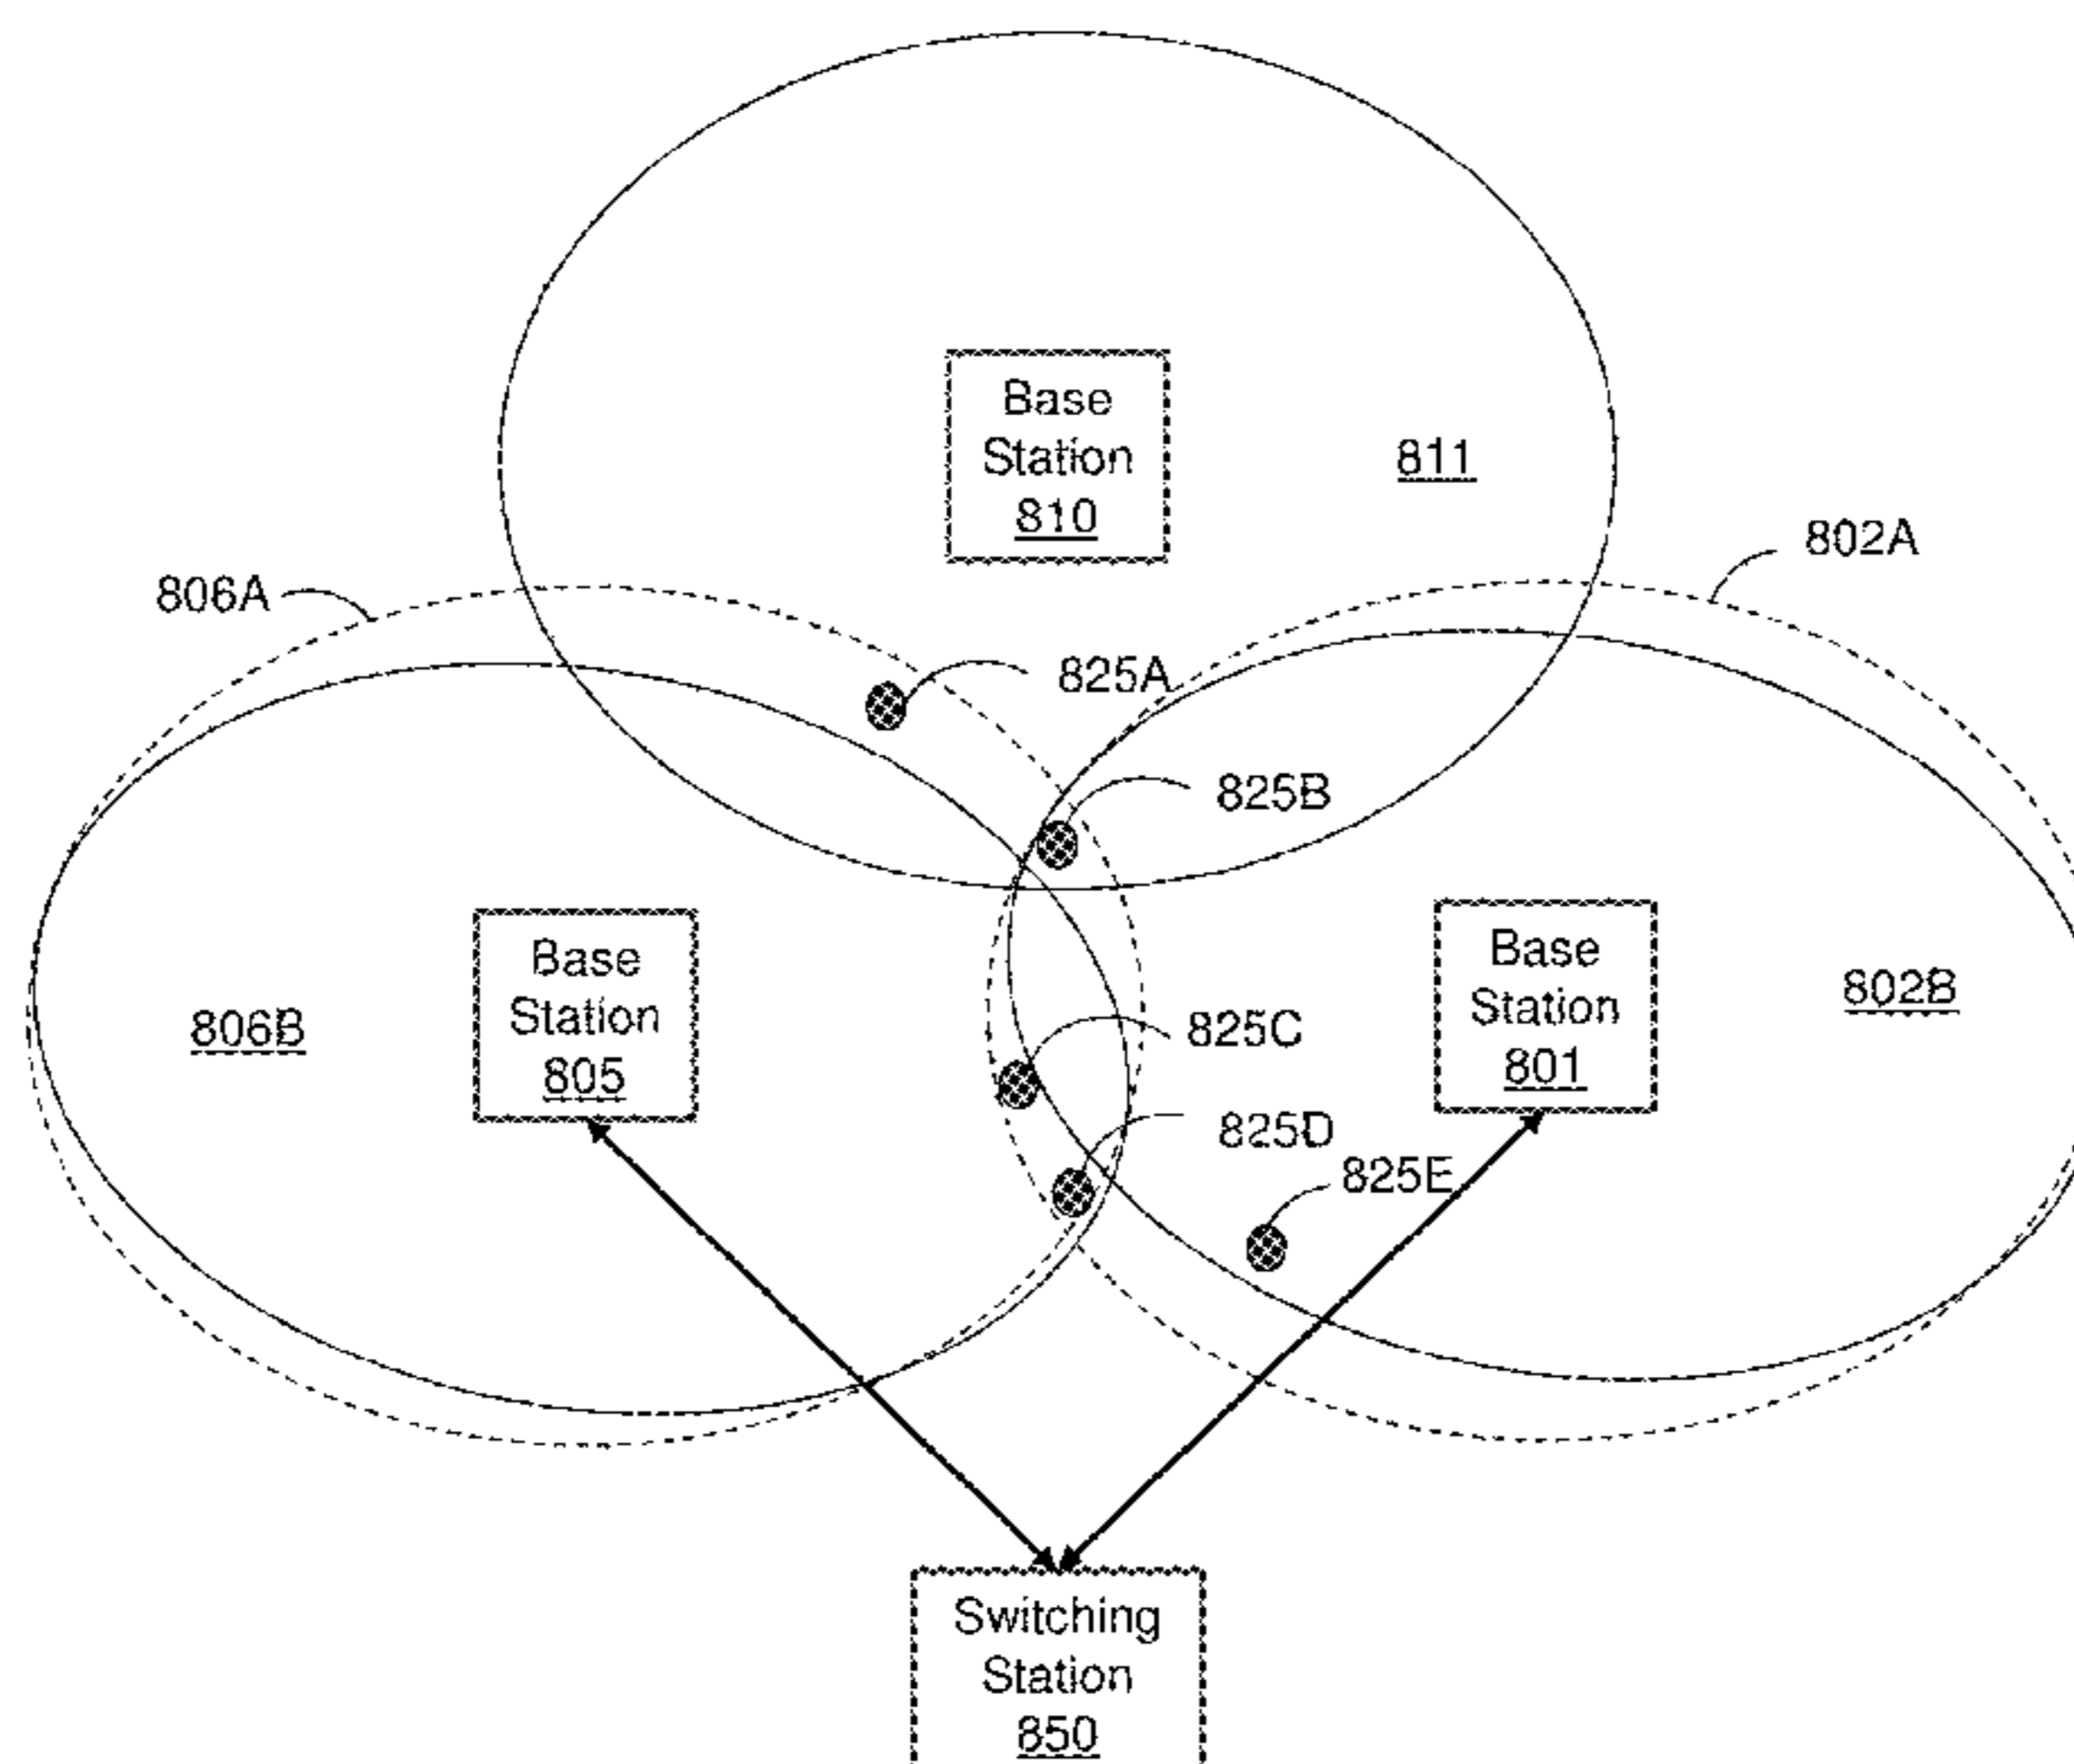 Base
Station
810
811
802A
806A
825A
825B
Base
Station
805
806B
Base
Station
801
802B
825C
825D
825E
Switching
Station
850